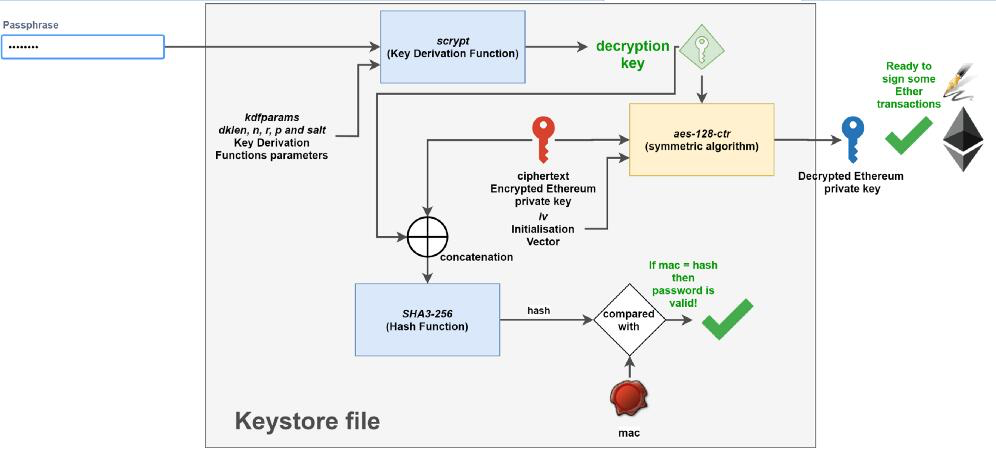 Passphrase
••••••••
scrypt
(Key Derivation Function)
decryption
key
Ready to
sign some
Ether
transactions
kdfparams
dklen, n, r, p and salt
Key Derivation
Functions parameters
aes-128-ctr
(symmetric algorithm)
ciphertext
Encrypted Ethereum
private key
iv
Initialisation
Vector
Decrypted Ethereum
private key
concatenation
SHA3-256
(Hash Function)
hash
compared
with
If mac = hash
then
password is
valid!
mac
Keystore file